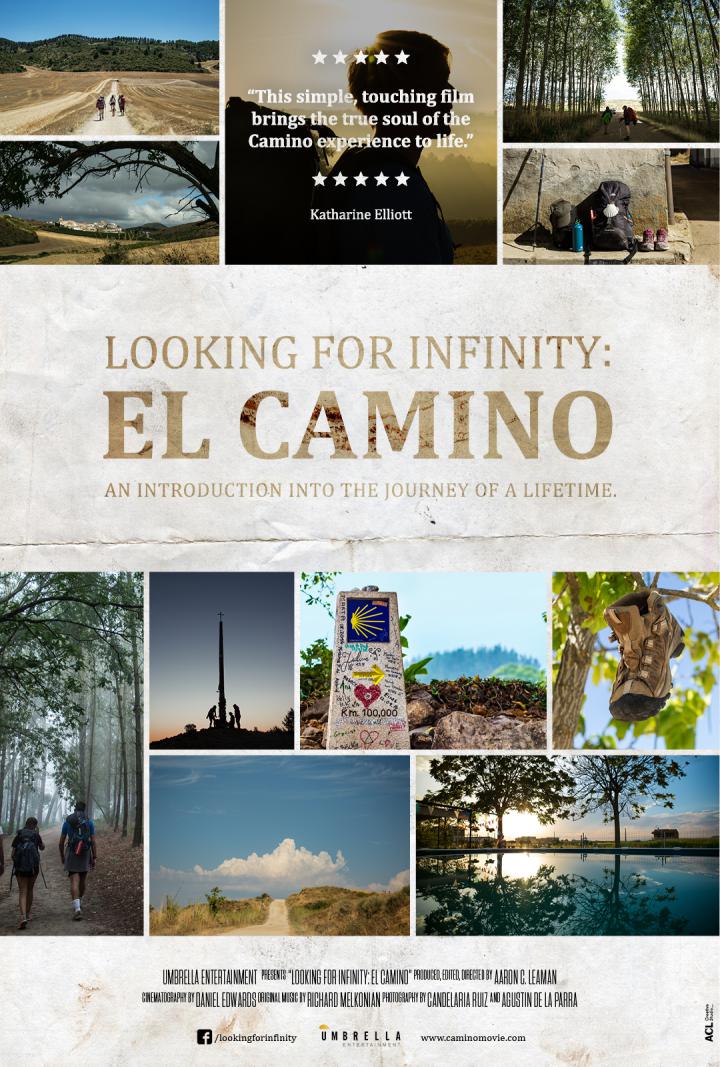 “This simple, touching film
brings the true soul of the
Camino experience to life.”
Katharine Elliott
LOOKING FOR INFINITY:
EL CAMINO
AN INTRODUCTION INTO THE JOURNEY OF A LIFETIME.
Km. 100,000
UMBRELLA ENTERTAINMENT PRESENTS “LOOKING FOR INFINITY: EL CAMINO” PRODUCED, EDITED, DIRECTED BY AARON C. LEAMAN
CINEMATOGRAPHY BY DANIEL EDWARDS ORIGINAL MUSIC BY RICHARD MELKONIAN PHOTOGRAPHY BY CANDELARIA RUIZ AND AGUSTIN DE LA PARRA
/lookingforinfinity
UMBRELLA
ENTERTAINMENT
www.caminomovie.com
ACL